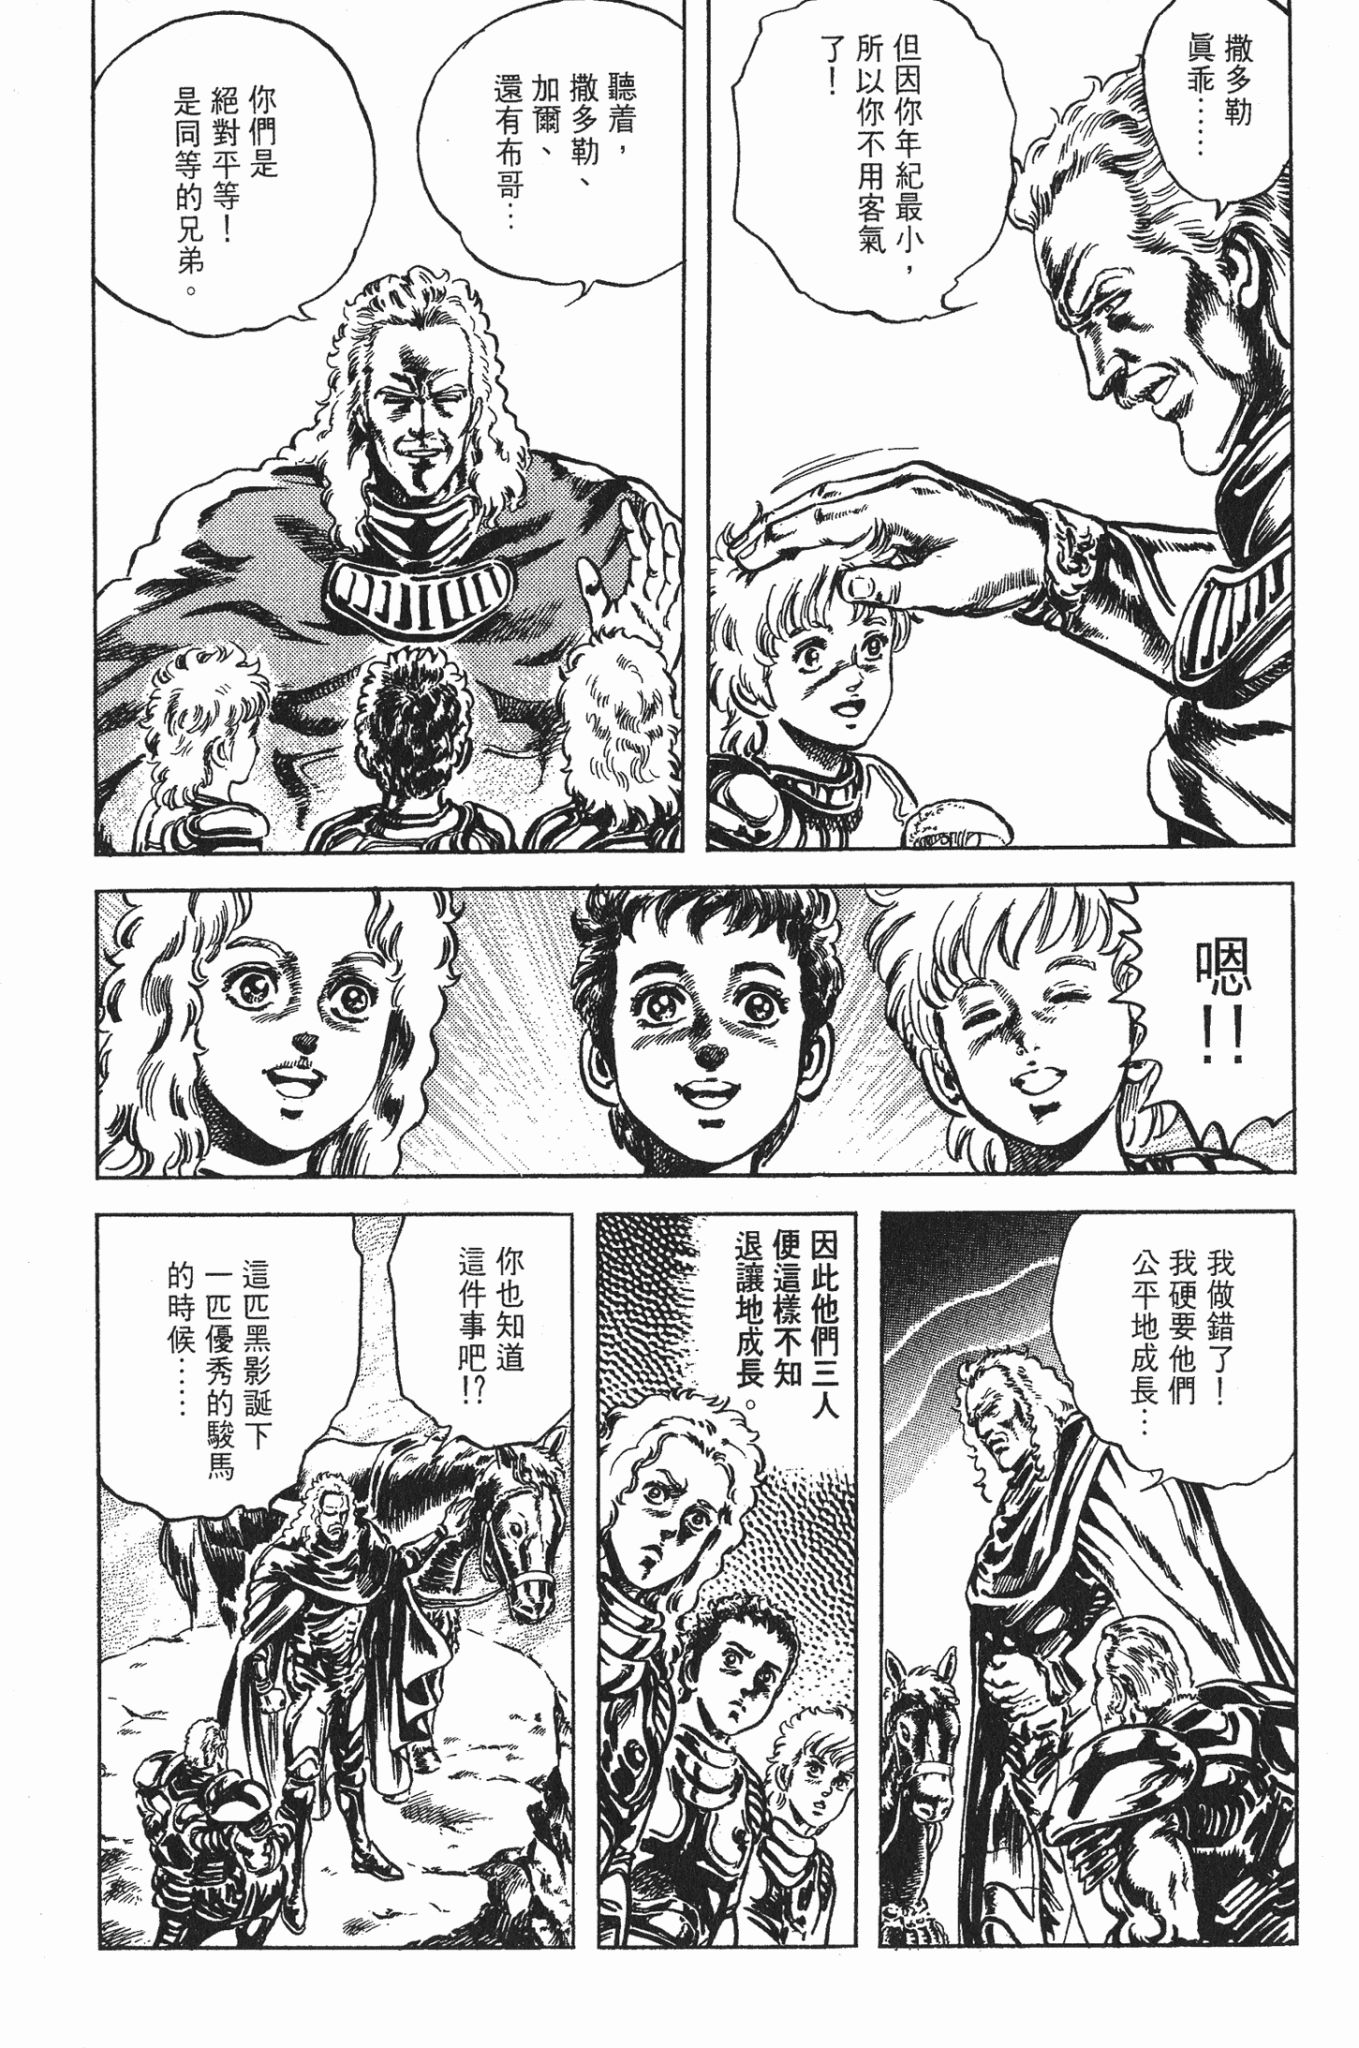 撒多勒
眞乖⋯⋯
但因你年紀最小，
所以你不用客氣
了！
聽着，
撒多勒、
加爾、
還有布哥⋯
你們是
絕對平等！
是同等的兄弟。
嗯!!
我做錯了！
我硬要他們
公平地成長⋯
因此他們三人
便這樣不知
退讓地成長。
你也知道
這件事吧!?
這匹黑影誕下
一匹優秀的駿馬
的時候⋯⋯